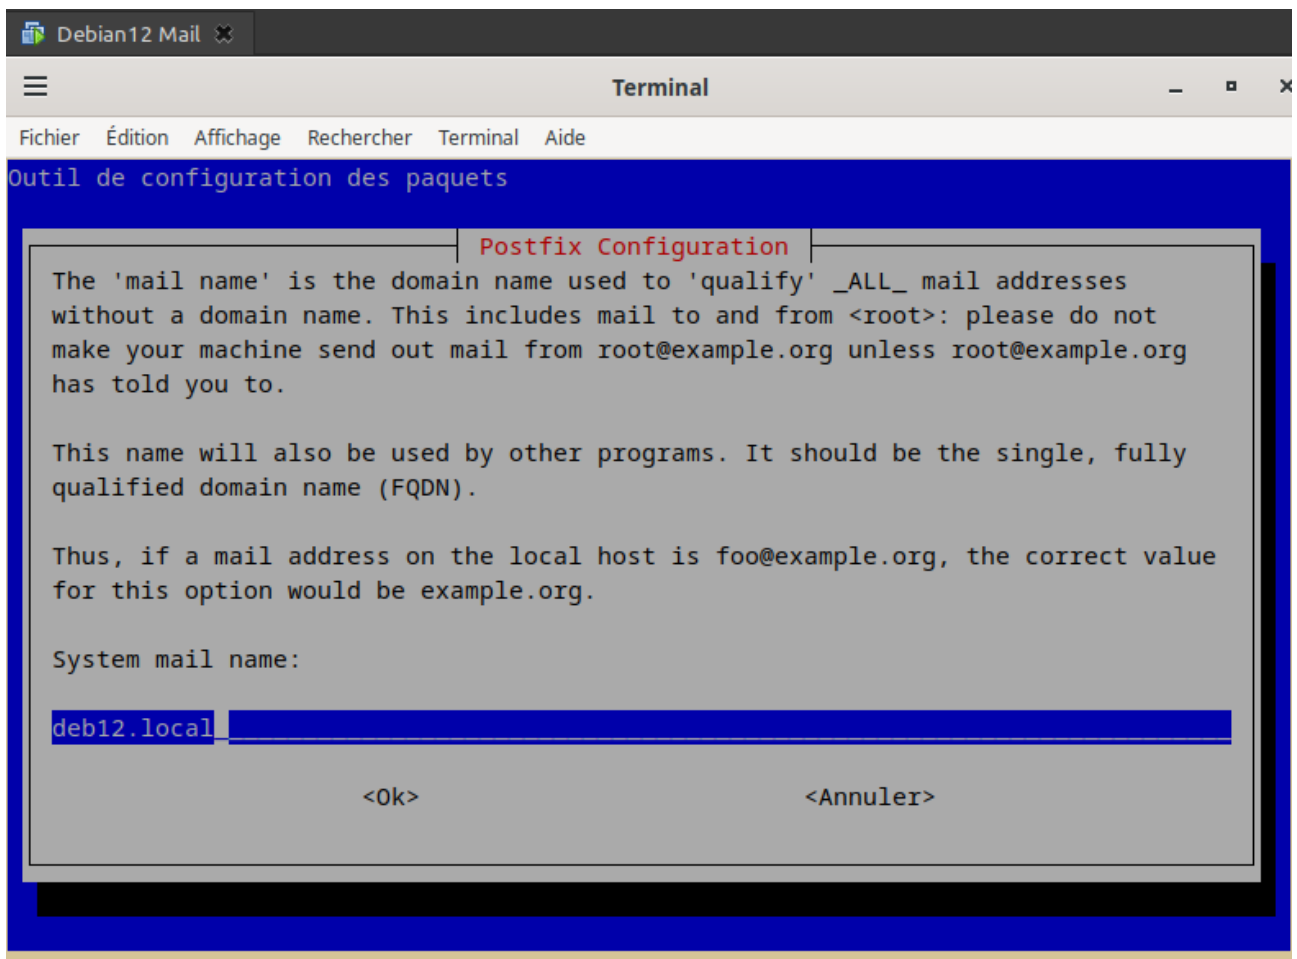 Debian12 Mail
Terminal
Fichier Édition Affichage Rechercher Terminal Aide
Outil de configuration des paquets
Postfix Configuration
The 'mail name' is the domain name used to 'qualify' _ALL_ mail addresses
without a domain name. This includes mail to and from <root>: please do not
make your machine send out mail from root@example.org unless root@example.org
has told you to.
This name will also be used by other programs. It should be the single, fully
qualified domain name (FQDN).
Thus, if a mail address on the local host is foo@example.org, the correct value
for this option would be example.org.
System mail name:
deb12.local
<Ok> <Annuler>